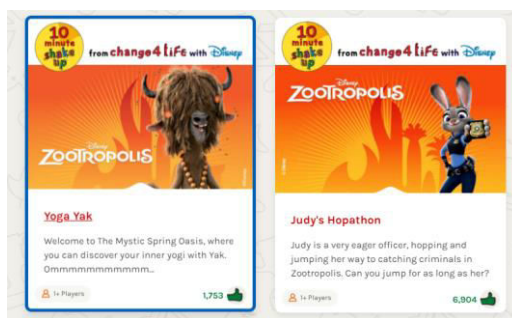 10
minute
shake
up
from change4Life with Disney
Disney
ZOOTROPOLIS
Yoga Yak
Welcome to The Mystic Spring Oasis, where
you can discover your inner yogi with Yak.
Ommmmmmmmmmm...
1+ Players
1,753
10
minute
shake
up
from change4Life with Disney
Disney
ZOOTROPOLIS
Judy's Hopathon
Judy is a very eager officer, hopping and
jumping her way to catching criminals in
Zootropolis. Can you jump for as long as her?
1+ Players
6,904